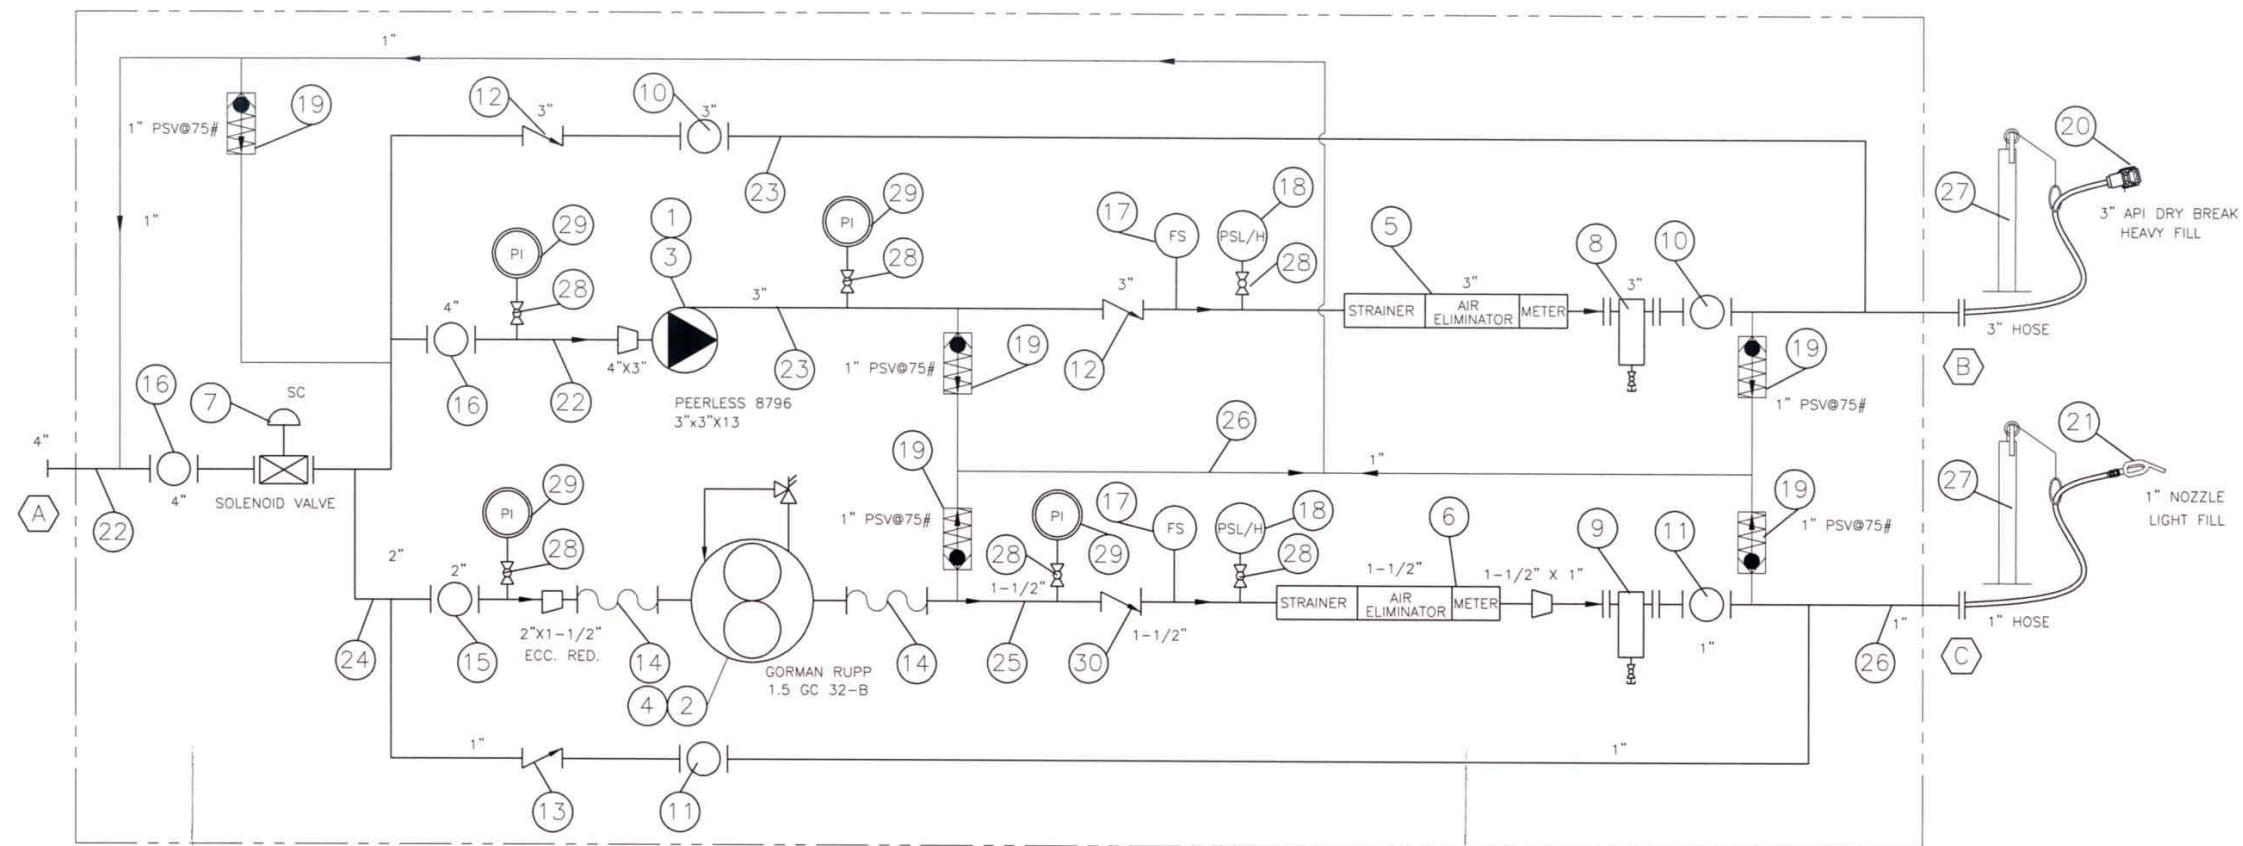 1"
12
3"
10
3"
19
1" PSV@75#
20
23
29
1
29
17
18
27
3" API DRY BREAK
HEAVY FILL
1"
PI
28
3
PI
28
FS
PSL/H
28
5
8
10
4"
3"
3"
3"
3"
STRAINER
AIR
ELIMINATOR
METER
3" HOSE
16
22
4"X3"
23
1" PSV@75#
19
12
19
1" PSV@75#
B
PEERLESS 8796
3"x3"X13
16
7
SC
26
21
4"
19
1"
27
1" NOZZLE
LIGHT FILL
A
22
4"
SOLENOID VALVE
29
PI
28
1" PSV@75#
29
PI
28
17
FS
18
PSL/H
28
6
9
11
19
1" PSV@75#
2"
2"
1-1/2"
1-1/2"
1-1/2" X 1"
STRAINER
AIR
ELIMINATOR
METER
24
15
2"X1-1/2"
ECC. RED.
14
14
25
30
1-1/2"
1"
1"
26
1" HOSE
C
GORMAN RUPP
1.5 GC 32-B
4
2
1"
1"
13
11